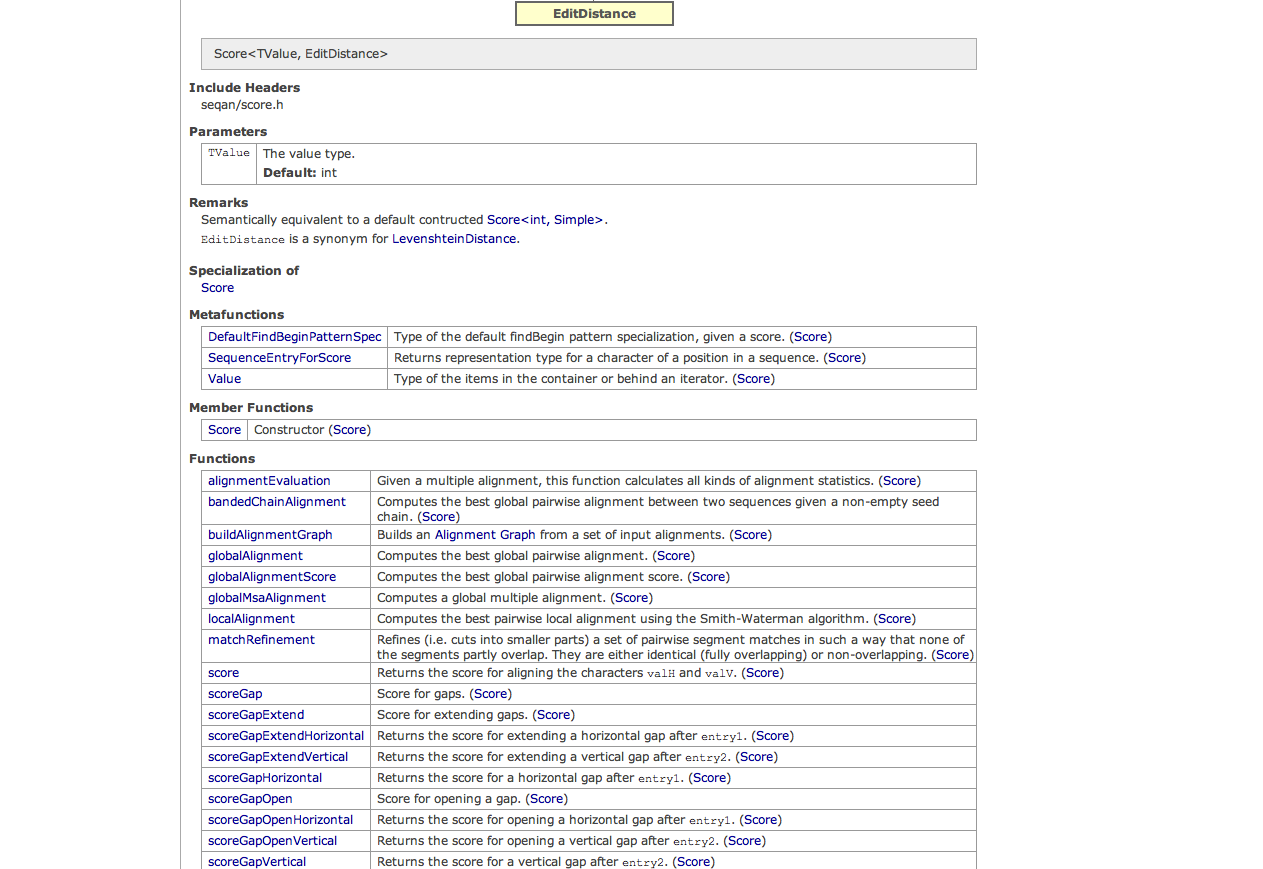 EditDistance
Score<TValue, EditDistance>
Include Headers
seqan/score.h
Parameters
TValue The value type.
Default: int
Remarks
Semantically equivalent to a default contructed Score<int, Simple>.
EditDistance is a synonym for LevenshteinDistance.
Specialization of
Score
Metafunctions
DefaultFindBeginPatternSpec Type of the default findBegin pattern specialization, given a score. (Score)
SequenceEntryForScore Returns representation type for a character of a position in a sequence. (Score)
Value Type of the items in the container or behind an iterator. (Score)
Member Functions
Score Constructor (Score)
Functions
alignmentEvaluation Given a multiple alignment, this function calculates all kinds of alignment statistics. (Score)
bandedChainAlignment Computes the best global pairwise alignment between two sequences given a non-empty seed
chain. (Score)
buildAlignmentGraph Builds an Alignment Graph from a set of input alignments. (Score)
globalAlignment Computes the best global pairwise alignment. (Score)
globalAlignmentScore Computes the best global pairwise alignment score. (Score)
globalMsaAlignment Computes a global multiple alignment. (Score)
localAlignment Computes the best pairwise local alignment using the Smith-Waterman algorithm. (Score)
matchRefinement Refines (i.e. cuts into smaller parts) a set of pairwise segment matches in such a way that none of
the segments partly overlap. They are either identical (fully overlapping) or non-overlapping. (Score)
score Returns the score for aligning the characters valH and valV. (Score)
scoreGap Score for gaps. (Score)
scoreGapExtend Score for extending gaps. (Score)
scoreGapExtendHorizontal Returns the score for extending a horizontal gap after entry1. (Score)
scoreGapExtendVertical Returns the score for extending a vertical gap after entry2. (Score)
scoreGapHorizontal Returns the score for a horizontal gap after entry1. (Score)
scoreGapOpen Score for opening a gap. (Score)
scoreGapOpenHorizontal Returns the score for opening a horizontal gap after entry1. (Score)
scoreGapOpenVertical Returns the score for opening a vertical gap after entry2. (Score)
scoreGapVertical Returns the score for a vertical gap after entry2. (Score)